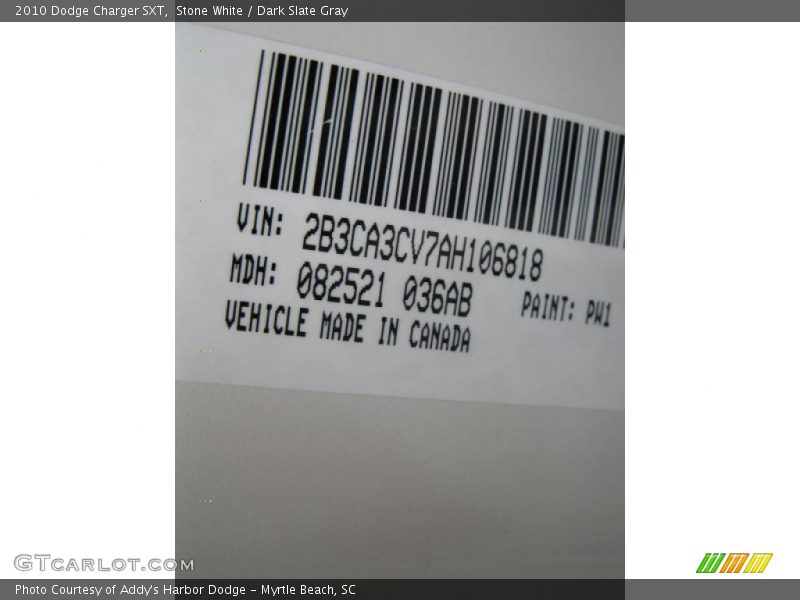 2010 Dodge Charger SXT, Stone White / Dark Slate Gray
VIN: 2B3CA3CV7AH106818
MDH: 082521 036AB PAINT: PW1
VEHICLE MADE IN CANADA
GTCARLOT.COM
Photo Courtesy of Addy's Harbor Dodge - Myrtle Beach, SC